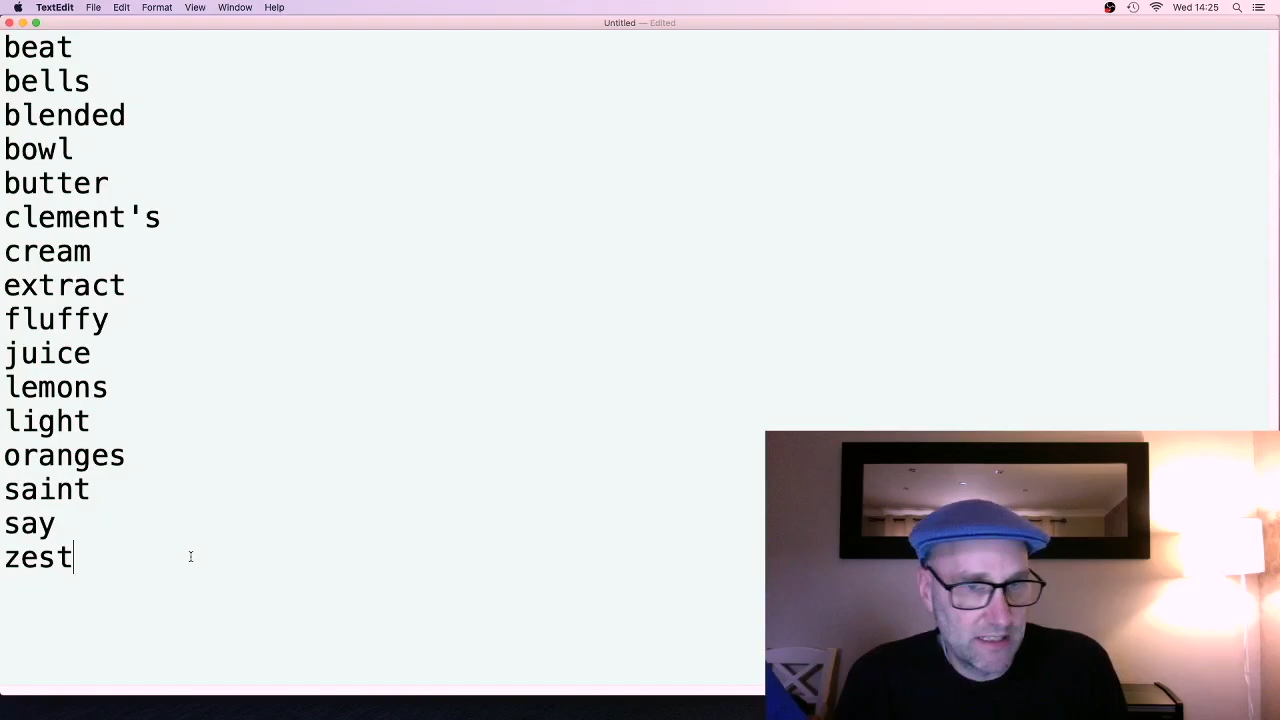 TextEdit File Edit Format View Window Help Wed 14:25
Untitled — Edited
beat
bells
blended
bowl
butter
clement's
cream
extract
fluffy
juice
lemons
light
oranges
saint
say
zest